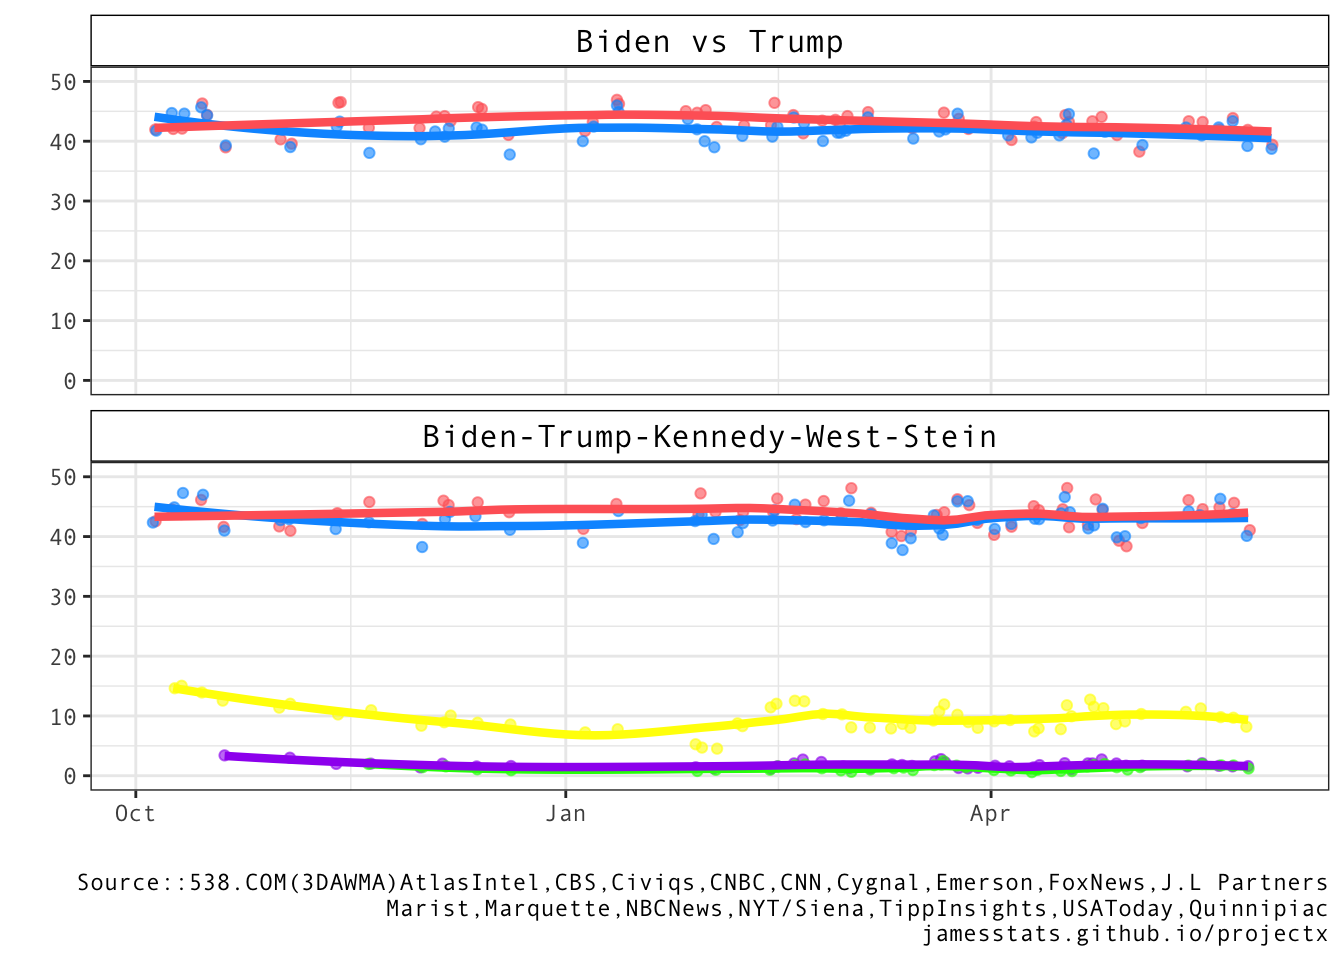 Biden vs Trump
50
40
30
20
10
0
Biden-Trump-Kennedy-West-Stein
50
40
30
20
10
0
Oct Jan Apr
Source::538.COM(3DAWMA)AtlasIntel,CBS,Civiqs,CNBC,CNN,Cygnal,Emerson,FoxNews,J.L Partners
Marist,Marquette,NBCNews,NYT/Siena,TippInsights,USAToday,Quinnipiac
jamesstats.github.io/projectx